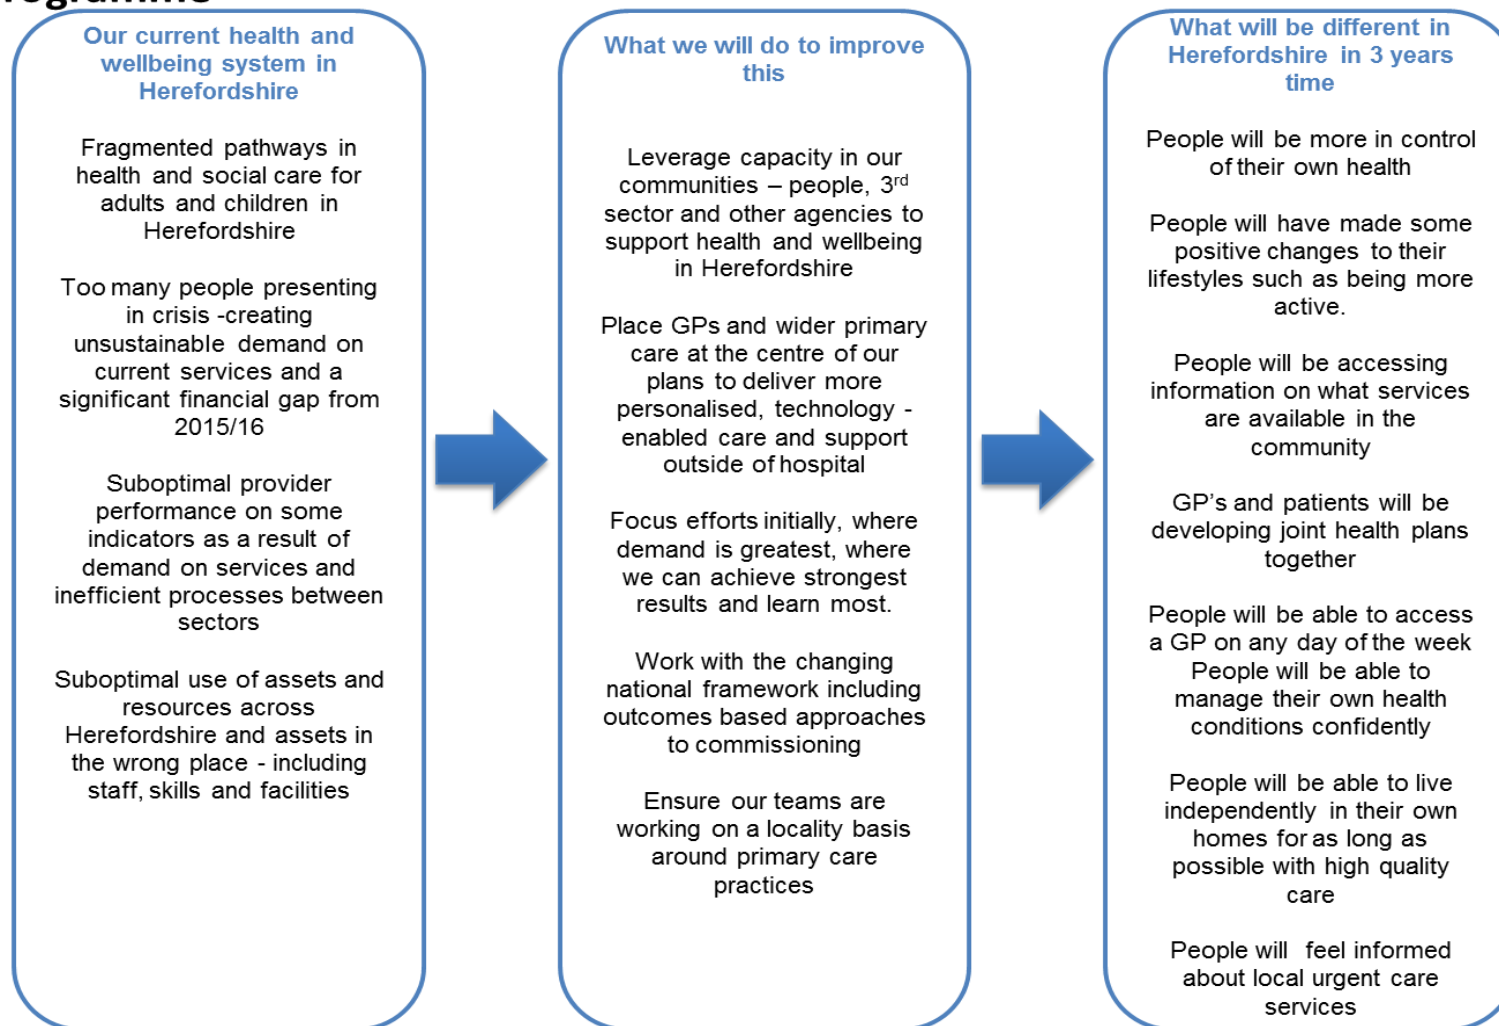 Our current health and
wellbeing system in
Herefordshire
Fragmented pathways in
health and social care for
adults and children in
Herefordshire
Too many people presenting
in crisis -creating
unsustainable demand on
current services and a
significant financial gap from
2015/16
Suboptimal provider
performance on some
indicators as a result of
demand on services and
inefficient processes between
sectors
Suboptimal use of assets and
resources across
Herefordshire and assets in
the wrong place - including
staff, skills and facilities
What we will do to improve
this
Leverage capacity in our
communities – people, 3rd
sector and other agencies to
support health and wellbeing
in Herefordshire
Place GPs and wider primary
care at the centre of our
plans to deliver more
personalised, technology -
enabled care and support
outside of hospital
Focus efforts initially, where
demand is greatest, where
we can achieve strongest
results and learn most.
Work with the changing
national framework including
outcomes based approaches
to commissioning
Ensure our teams are
working on a locality basis
around primary care
practices
What will be different in
Herefordshire in 3 years
time
People will be more in control
of their own health
People will have made some
positive changes to their
lifestyles such as being more
active.
People will be accessing
information on what services
are available in the
community
GP's and patients will be
developing joint health plans
together
People will be able to access
a GP on any day of the week
People will be able to
manage their own health
conditions confidently
People will be able to live
independently in their own
homes for as long as
possible with high quality
care
People will feel informed
about local urgent care
services